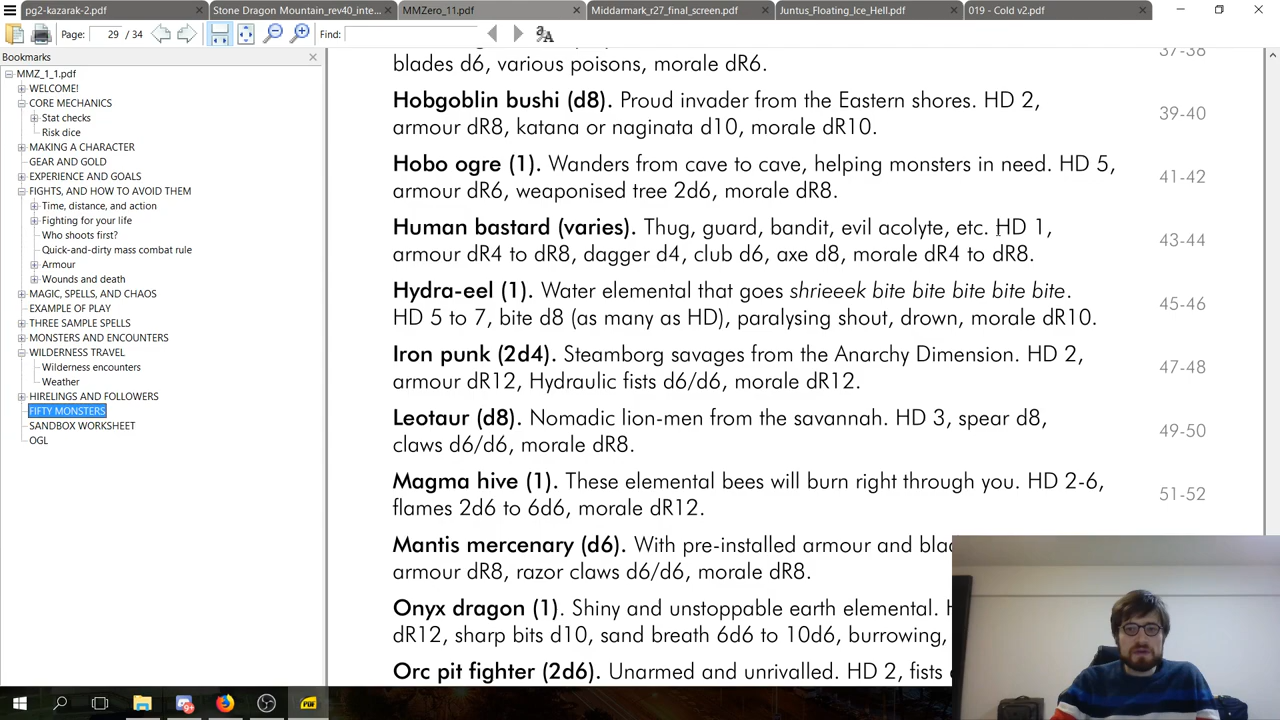 pg2-kazarak-2.pdf
Stone Dragon Mountain_rev40_inte...
MMZero_11.pdf
Middarmark_r27_final_screen.pdf
Juntus_Floating_Ice_Hell.pdf
019 - Cold v2.pdf
Page: 29 / 34
Find:
Bookmarks
MMZ_1_1.pdf
WELCOME!
CORE MECHANICS
Stat checks
Risk dice
MAKING A CHARACTER
GEAR AND GOLD
EXPERIENCE AND GOALS
FIGHTS, AND HOW TO AVOID THEM
Time, distance, and action
Fighting for your life
Who shoots first?
Quick-and-dirty mass combat rule
Armour
Wounds and death
MAGIC, SPELLS, AND CHAOS
EXAMPLE OF PLAY
THREE SAMPLE SPELLS
MONSTERS AND ENCOUNTERS
WILDERNESS TRAVEL
Wilderness encounters
Weather
HIRELINGS AND FOLLOWERS
FIFTY MONSTERS
SANDBOX WORKSHEET
OGL
37-38
blades d6, various poisons, morale dR6.
Hobgoblin bushi (d8). Proud invader from the Eastern shores. HD 2,
armour dR8, katana or naginata d10, morale dR10.
39-40
Hobo ogre (1). Wanders from cave to cave, helping monsters in need. HD 5,
armour dR6, weaponised tree 2d6, morale dR8.
41-42
Human bastard (varies). Thug, guard, bandit, evil acolyte, etc. HD 1,
armour dR4 to dR8, dagger d4, club d6, axe d8, morale dR4 to dR8.
43-44
Hydra-eel (1). Water elemental that goes shrieeek bite bite bite bite bite.
HD 5 to 7, bite d8 (as many as HD), paralysing shout, drown, morale dR10.
45-46
Iron punk (2d4). Steamborg savages from the Anarchy Dimension. HD 2,
armour dR12, Hydraulic fists d6/d6, morale dR12.
47-48
Leotaur (d8). Nomadic lion-men from the savannah. HD 3, spear d8,
claws d6/d6, morale dR8.
49-50
Magma hive (1). These elemental bees will burn right through you. HD 2-6,
flames 2d6 to 6d6, morale dR12.
51-52
Mantis mercenary (d6). With pre-installed armour and
armour dR8, razor claws d6/d6, morale dR8.
Onyx dragon (1). Shiny and unstoppable earth elemental.
dR12, sharp bits d10, sand breath 6d6 to 10d6, burrowing,
Orc pit fighter (2d6). Unarmed and unrivalled. HD 2, fists